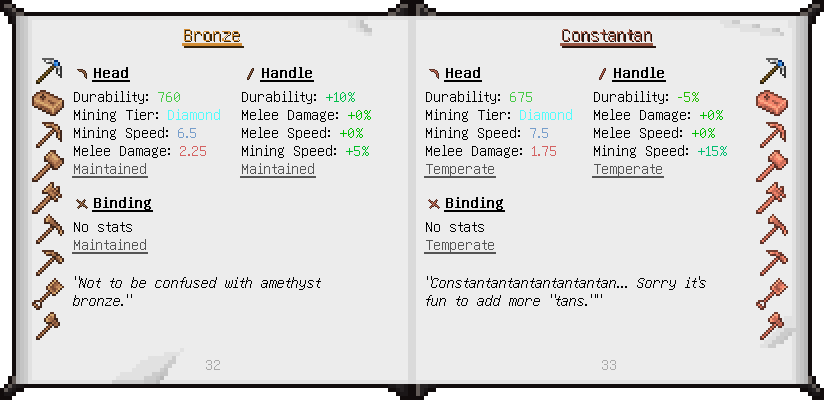 Bronze
Head
Durability: 760
Mining Tier: Diamond
Mining Speed: 6.5
Melee Damage: 2.25
Maintained
Handle
Durability: +10%
Melee Damage: +0%
Melee Speed: +0%
Mining Speed: +5%
Maintained
Binding
No stats
Maintained
"Not to be confused with amethyst
bronze."
32
Constantan
Head
Durability: 675
Mining Tier: Diamond
Mining Speed: 7.5
Melee Damage: 1.75
Temperate
Handle
Durability: -5%
Melee Damage: +0%
Melee Speed: +0%
Mining Speed: +15%
Temperate
Binding
No stats
Temperate
"Constantantantantantantan... Sorry it's
fun to add more "tans.""
33